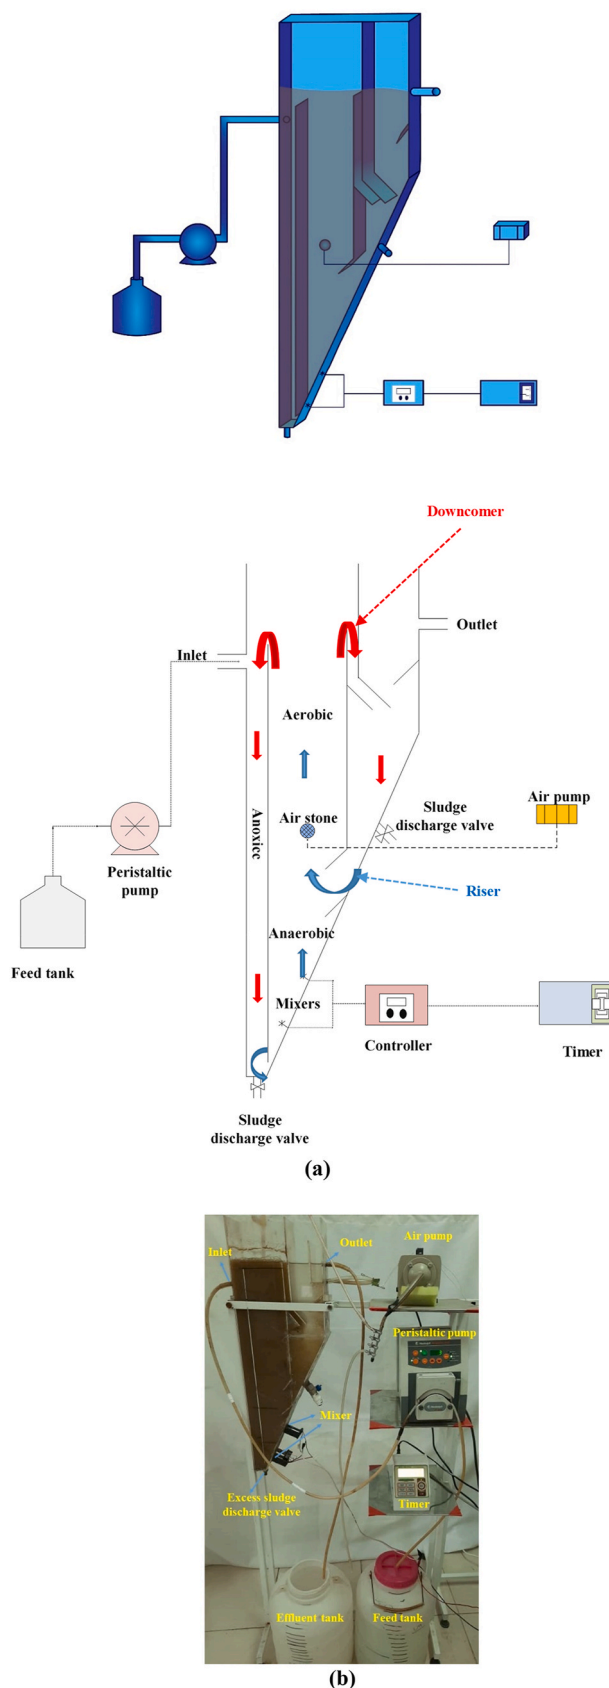 Downcomer
Outlet
Inlet
Aerobic
Anoxicc
Air stone
Sludge
discharge valve
Air pump
Peristaltic
pump
Riser
Anaerobic
Feed tank
Mixers
Controller
Timer
Sludge
discharge valve
(a)
Air pump
Outlet
Inlet
Peristaltic pump
Mixer
Excess sludge
discharge valve
Timer
Effluent tank
Feed tank
(b)